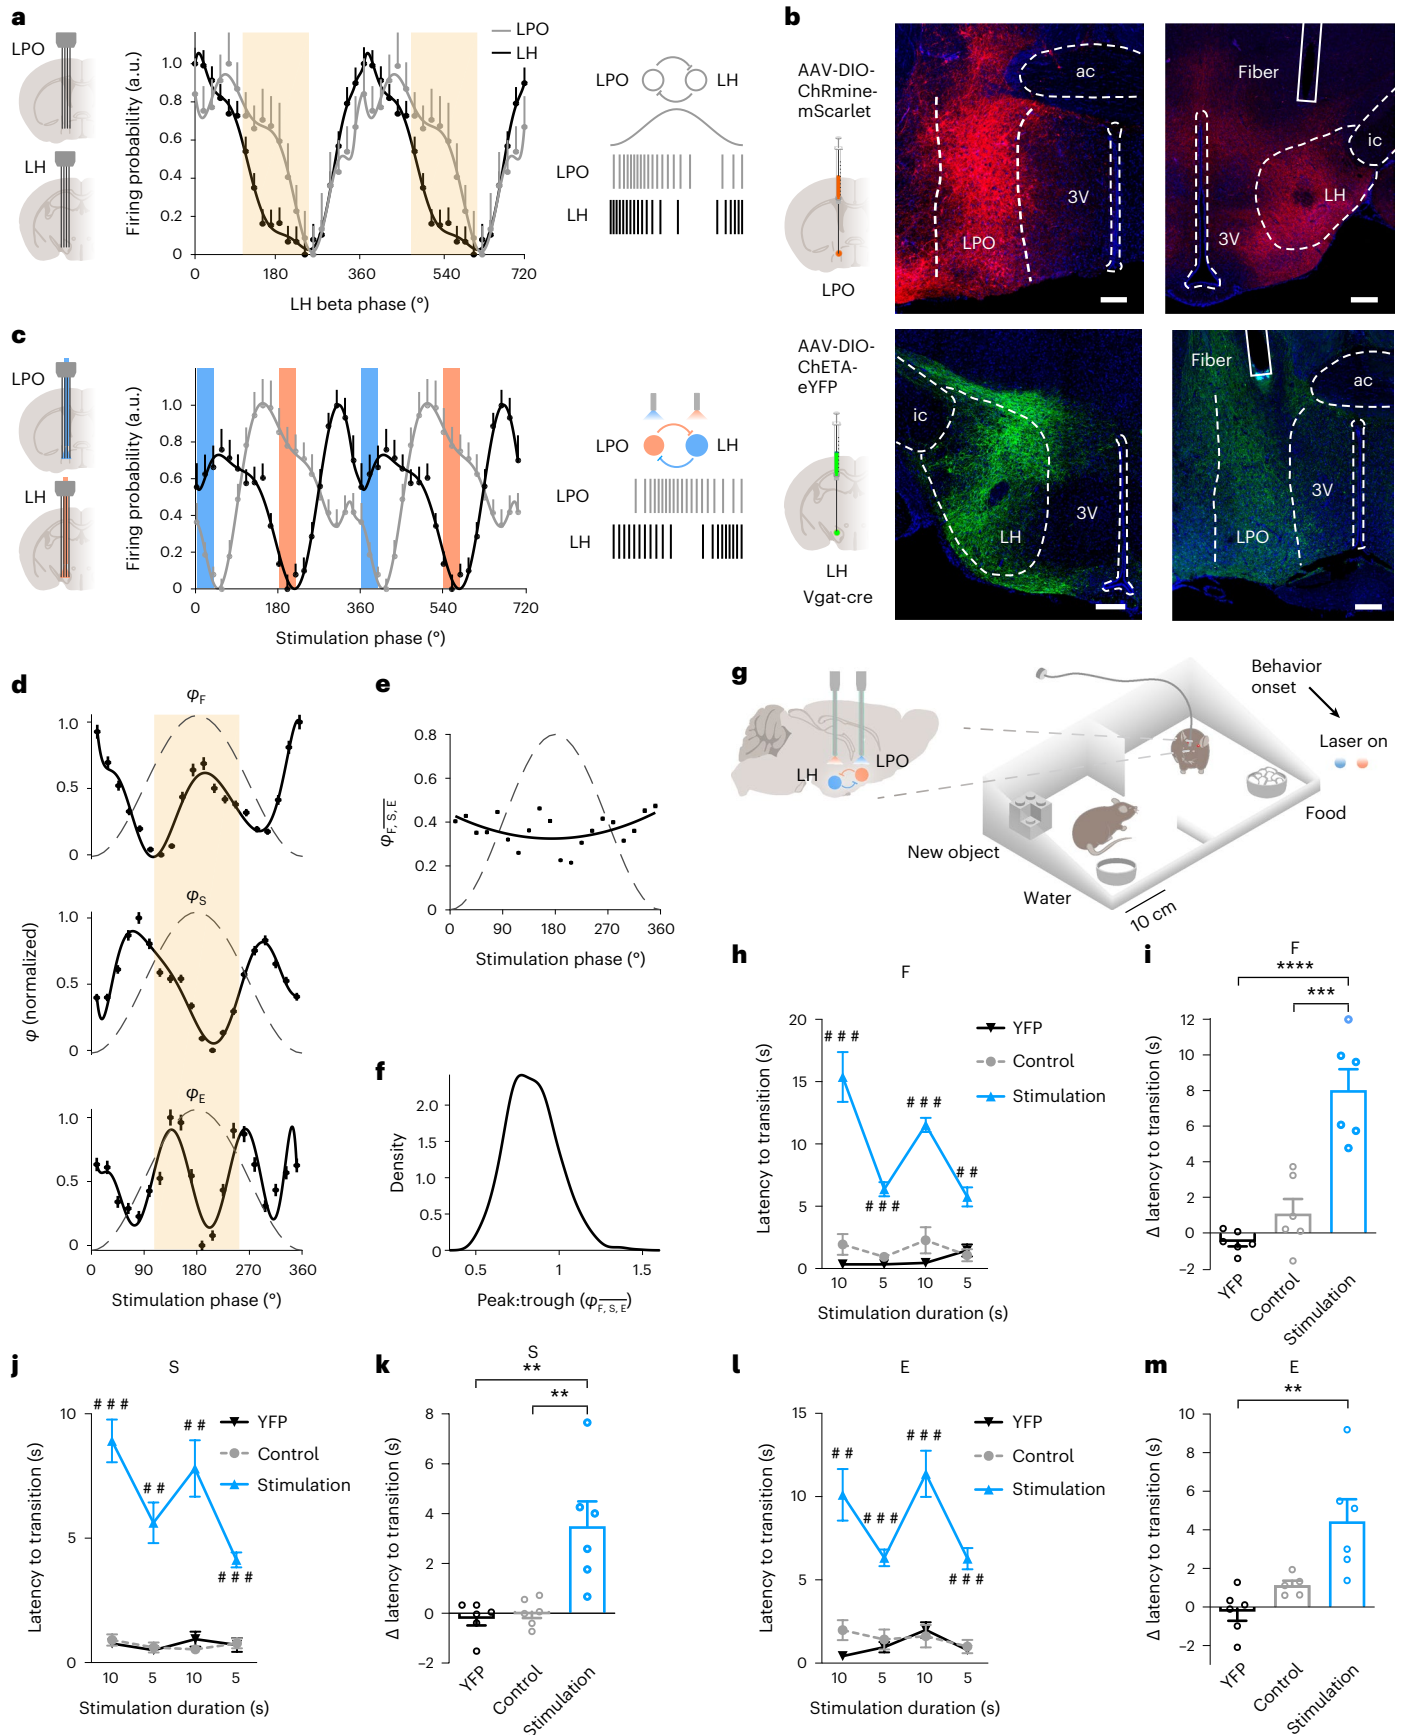 a
LPO
LH
Firing probability (a.u.)
1.0
0.8
0.6
0.4
0.2
0
0
180
360
540
720
LH beta phase (°)
LPO
LH
LPO
LH
LPO
LH
b
AAV-DIO-
ChRmine-
mScarlet
LPO
ac
3V
LPO
Fiber
ic
LH
3V
AAV-DIO-
ChETA-
eYFP
LH
Vgat-cre
ic
3V
LH
Fiber
ac
3V
LPO
c
LPO
LH
Firing probability (a.u.)
1.0
0.8
0.6
0.4
0.2
0
0
180
360
540
720
Stimulation phase (°)
LPO
LH
LPO
LH
d
φF
1.0
0.5
0
φS
1.0
0.5
0
φE
1.0
0.5
0
φ (normalized)
0
90
180
270
360
Stimulation phase (°)
e
φF, S, E
0.8
0.6
0.4
0.2
0
0
90
180
270
360
Stimulation phase (°)
f
Density
2.0
1.5
1.0
0.5
0
0.5
1
1.5
Peak:trough (φF, S, E)
g
LH
LPO
Behavior
onset
Laser on
Food
New object
Water
10 cm
h
F
Latency to transition (s)
20
15
10
5
0
# # #
# # #
# # #
# #
YFP
Control
Stimulation
10
5
10
5
Stimulation duration (s)
i
F
****
***
Δ latency to transition (s)
12
10
8
6
4
2
0
−2
YFP
Control
Stimulation
j
S
Latency to transition (s)
10
5
0
# # #
# #
# #
# # #
YFP
Control
Stimulation
10
5
10
5
Stimulation duration (s)
k
S
**
**
Δ latency to transition (s)
8
6
4
2
0
−2
YFP
Control
Stimulation
l
E
Latency to transition (s)
15
10
5
0
# #
# # #
# # #
# # #
YFP
Control
Stimulation
10
5
10
5
Stimulation duration (s)
m
E
**
Δ latency to transition (s)
10
8
6
4
2
0
−2
YFP
Control
Stimulation